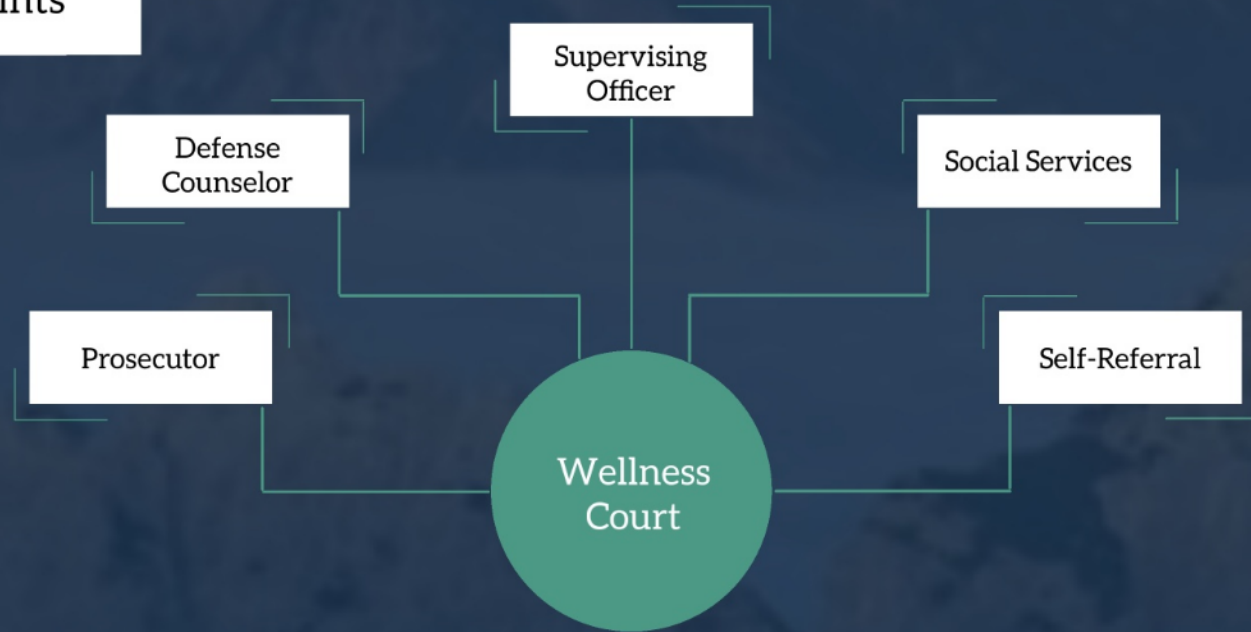 Supervising
Officer
Defense
Counselor
Social Services
Prosecutor
Self-Referral
Wellness
Court